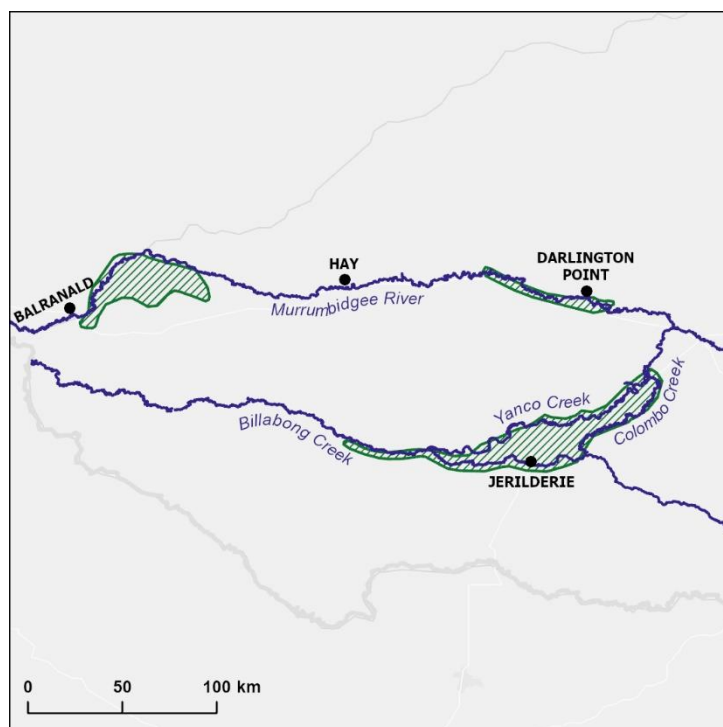 HAY
DARLINGTON
POINT
BALRANALD
Murrumbidgee River
Yanco Creek
Colombo Creek
Billabong Creek
JERILDERIE
0 50 100 km